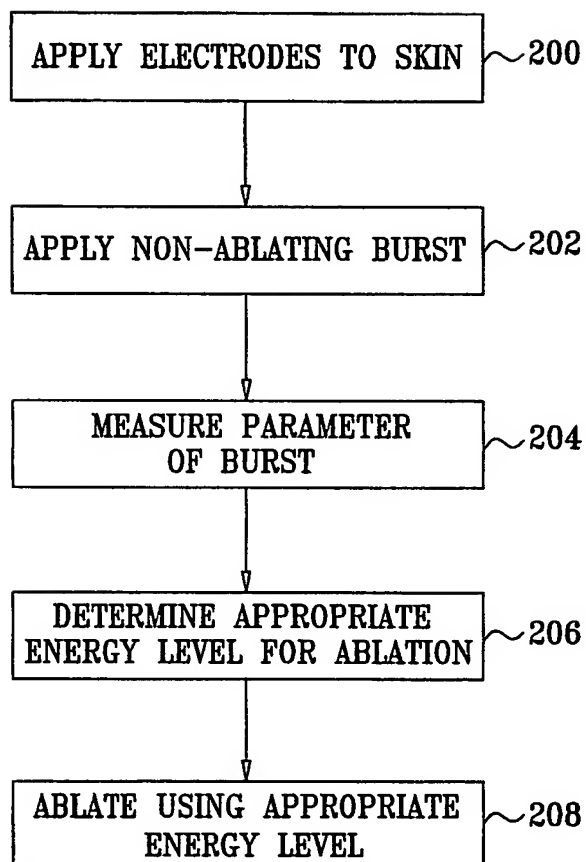 APPLY ELECTRODES TO SKIN 200
APPLY NON-ABLATING BURST 202
MEASURE PARAMETER
OF BURST 204
DETERMINE APPROPRIATE
ENERGY LEVEL FOR ABLATION 206
ABLATE USING APPROPRIATE
ENERGY LEVEL 208